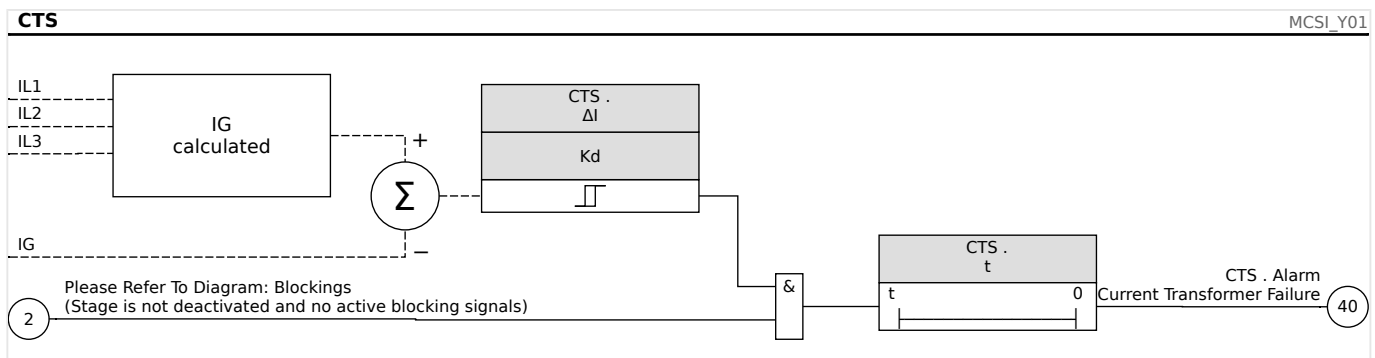 CTS
MCSI_Y01
IL1
IL2
IL3
IG
calculated
+
Σ
−
CTS .
ΔI
Kd
IG
Please Refer To Diagram: Blockings
(Stage is not deactivated and no active blocking signals)
2
&
CTS .
t
t
0
CTS . Alarm
Current Transformer Failure
40